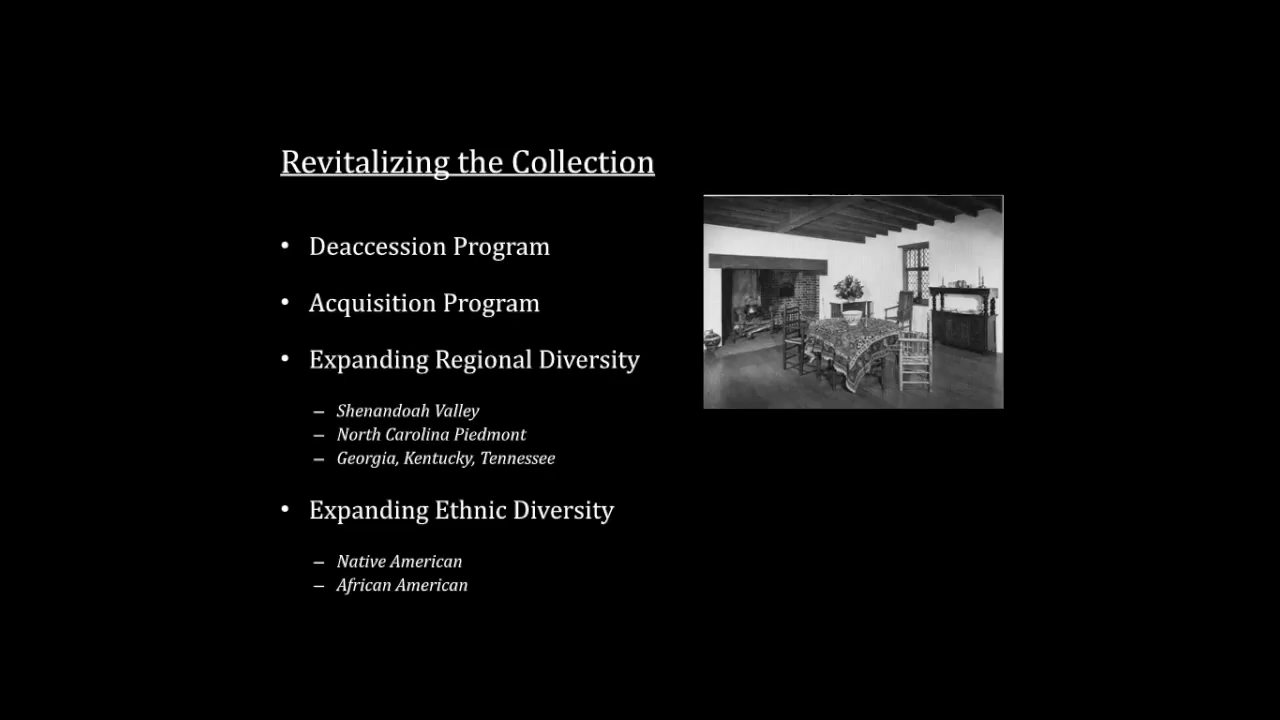 Revitalizing the Collection
• Deaccession Program
• Acquisition Program
• Expanding Regional Diversity
– Shenandoah Valley
– North Carolina Piedmont
– Georgia, Kentucky, Tennessee
• Expanding Ethnic Diversity
– Native American
– African American